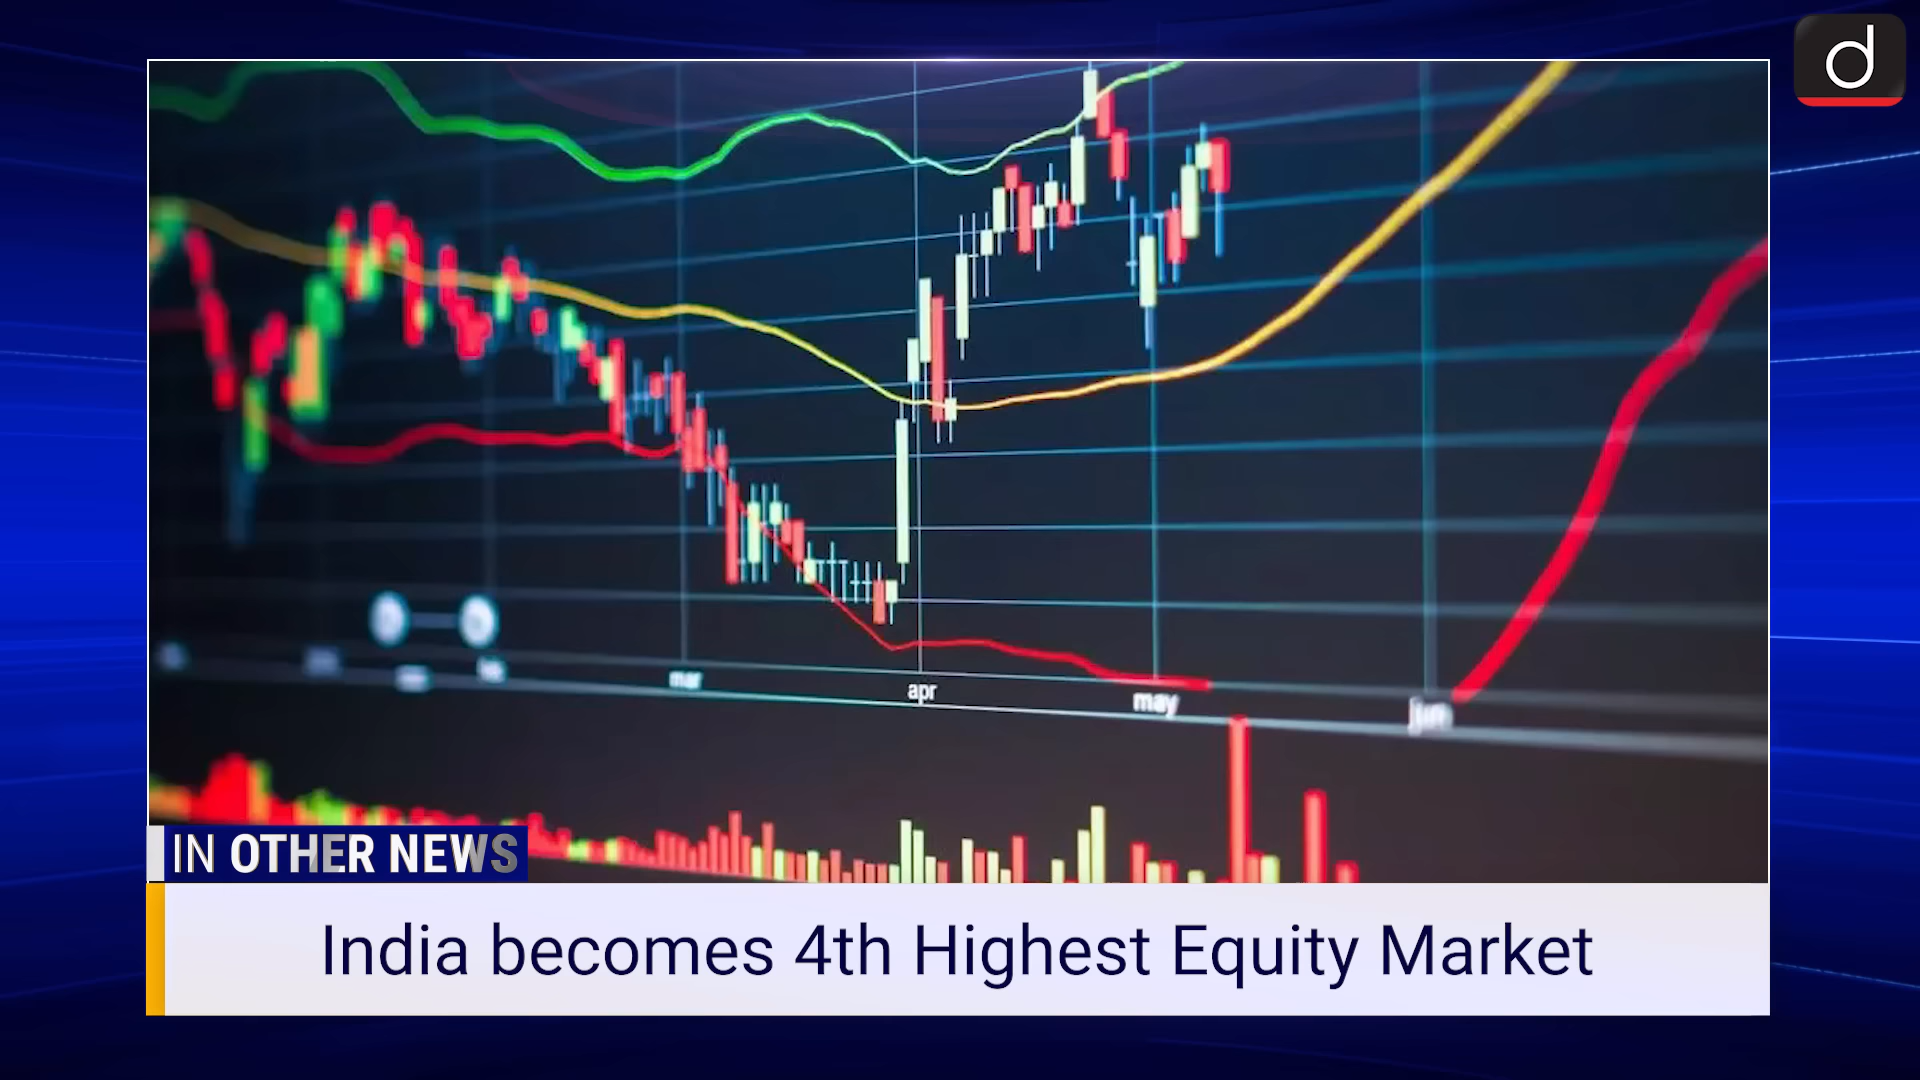 d
mar
apr
may
jun
IN OTHER NEWS
India becomes 4th Highest Equity Market